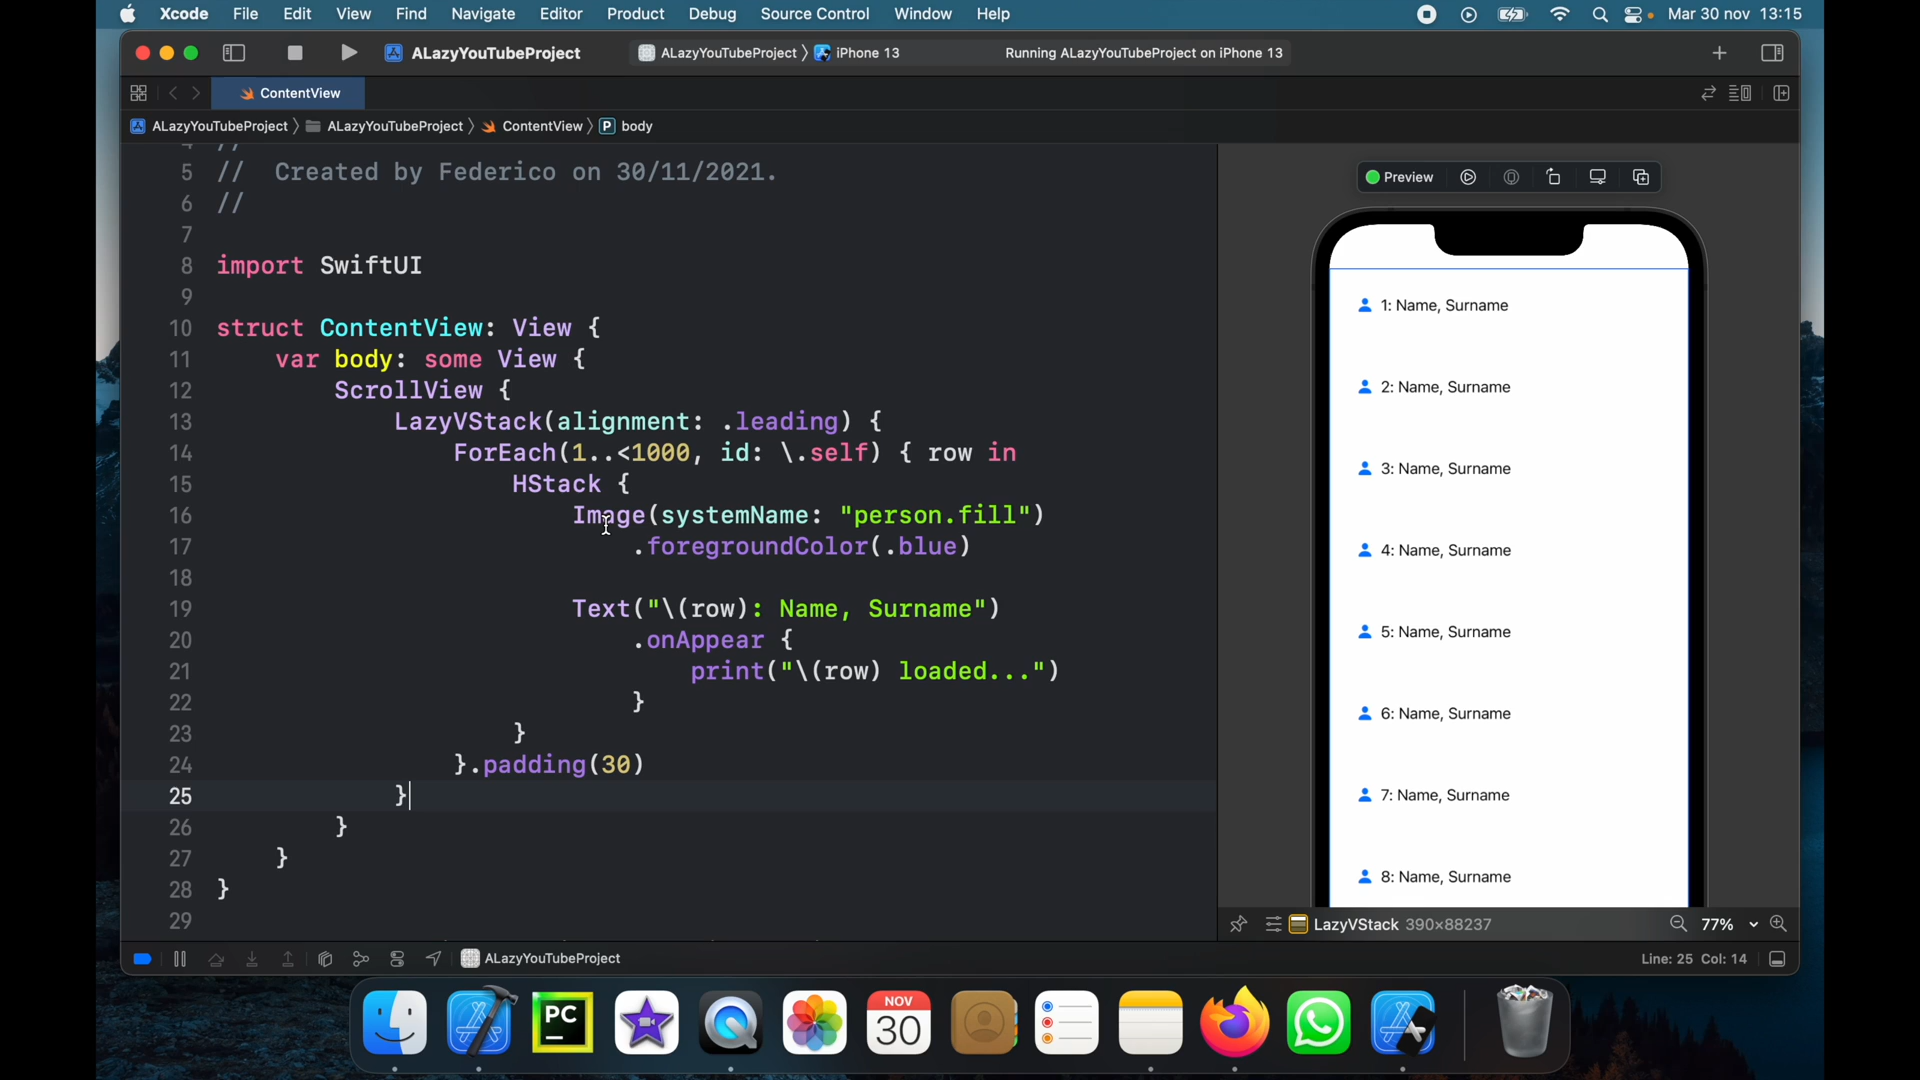 Xcode File Edit View Find Navigate Editor Product Debug Source Control Window Help Mar 30 nov 13:15
ALazyYouTubeProject ALazyYouTubeProject 〉 iPhone 13 Running ALazyYouTubeProject on iPhone 13
ContentView
ALazyYouTubeProject 〉 ALazyYouTubeProject 〉 ContentView 〉 P body
4 //
5 // Created by Federico on 30/11/2021.
6 //
7
8 import SwiftUI
9
10 struct ContentView: View {
11 var body: some View {
12 ScrollView {
13 LazyVStack(alignment: .leading) {
14 ForEach(1..<1000, id: \.self) { row in
15 HStack {
16 Image(systemName: "person.fill")
17 .foregroundColor(.blue)
18
19 Text("\(row): Name, Surname")
20 .onAppear {
21 print("\(row) loaded...")
22 }
23 }
24 }.padding(30)
25 }
26 }
27 }
28 }
29
Preview
1: Name, Surname
2: Name, Surname
3: Name, Surname
4: Name, Surname
5: Name, Surname
6: Name, Surname
7: Name, Surname
8: Name, Surname
LazyVStack 390×88237 77%
ALazyYouTubeProject Line: 25 Col: 14
PC
NOV
30